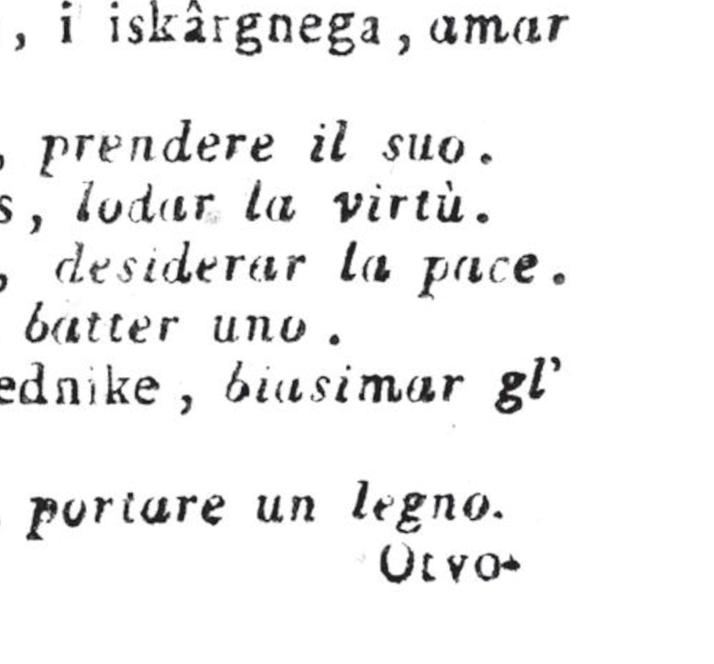 , i iskârgnega, amar
, prendere il suo.
s, lodar la virtù.
, desiderar la pace.
batter uno.
ednike, biasimar gl’
portare un legno.
Otvo-